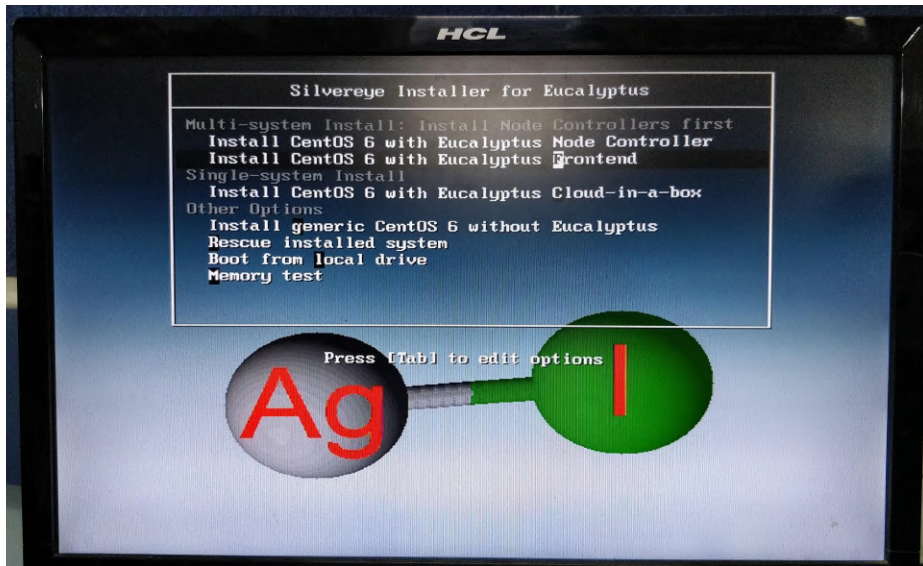 HCL
Silvereye Installer for Eucalyptus
Multi-system Install: Install Node Controllers first
Install CentOS 6 with Eucalyptus Node Controller
Install CentOS 6 with Eucalyptus Frontend
Single-system Install
Install CentOS 6 with Eucalyptus Cloud-in-a-box
Other Options
Install generic CentOS 6 without Eucalyptus
Rescue installed system
Boot from local drive
Memory test
Press [Tab] to edit options
Ag I